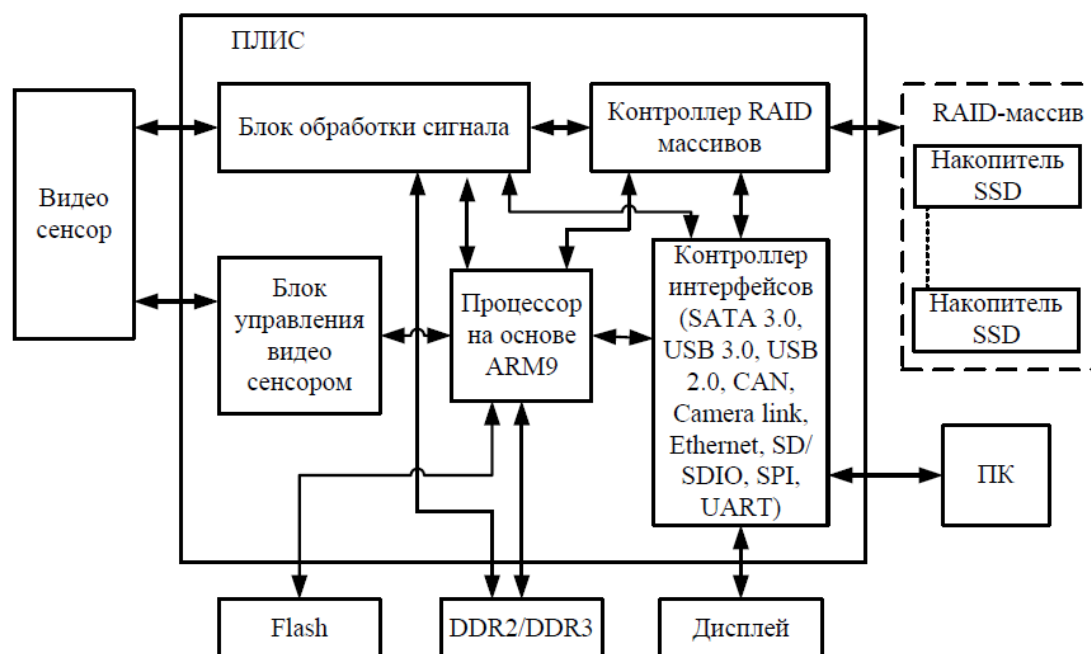 ПЛИС
Видео
сенсор
Блок обработки сигнала
Контроллер RAID
массивов
RAID-массив
Накопитель
SSD
Накопитель
SSD
Блок
управления
видео
сенсором
Процессор
на основе
ARM9
Контроллер
интерфейсов
(SATA 3.0,
USB 3.0, USB
2.0, CAN,
Camera link,
Ethernet, SD/
SDIO, SPI,
UART)
ПК
Flash
DDR2/DDR3
Дисплей